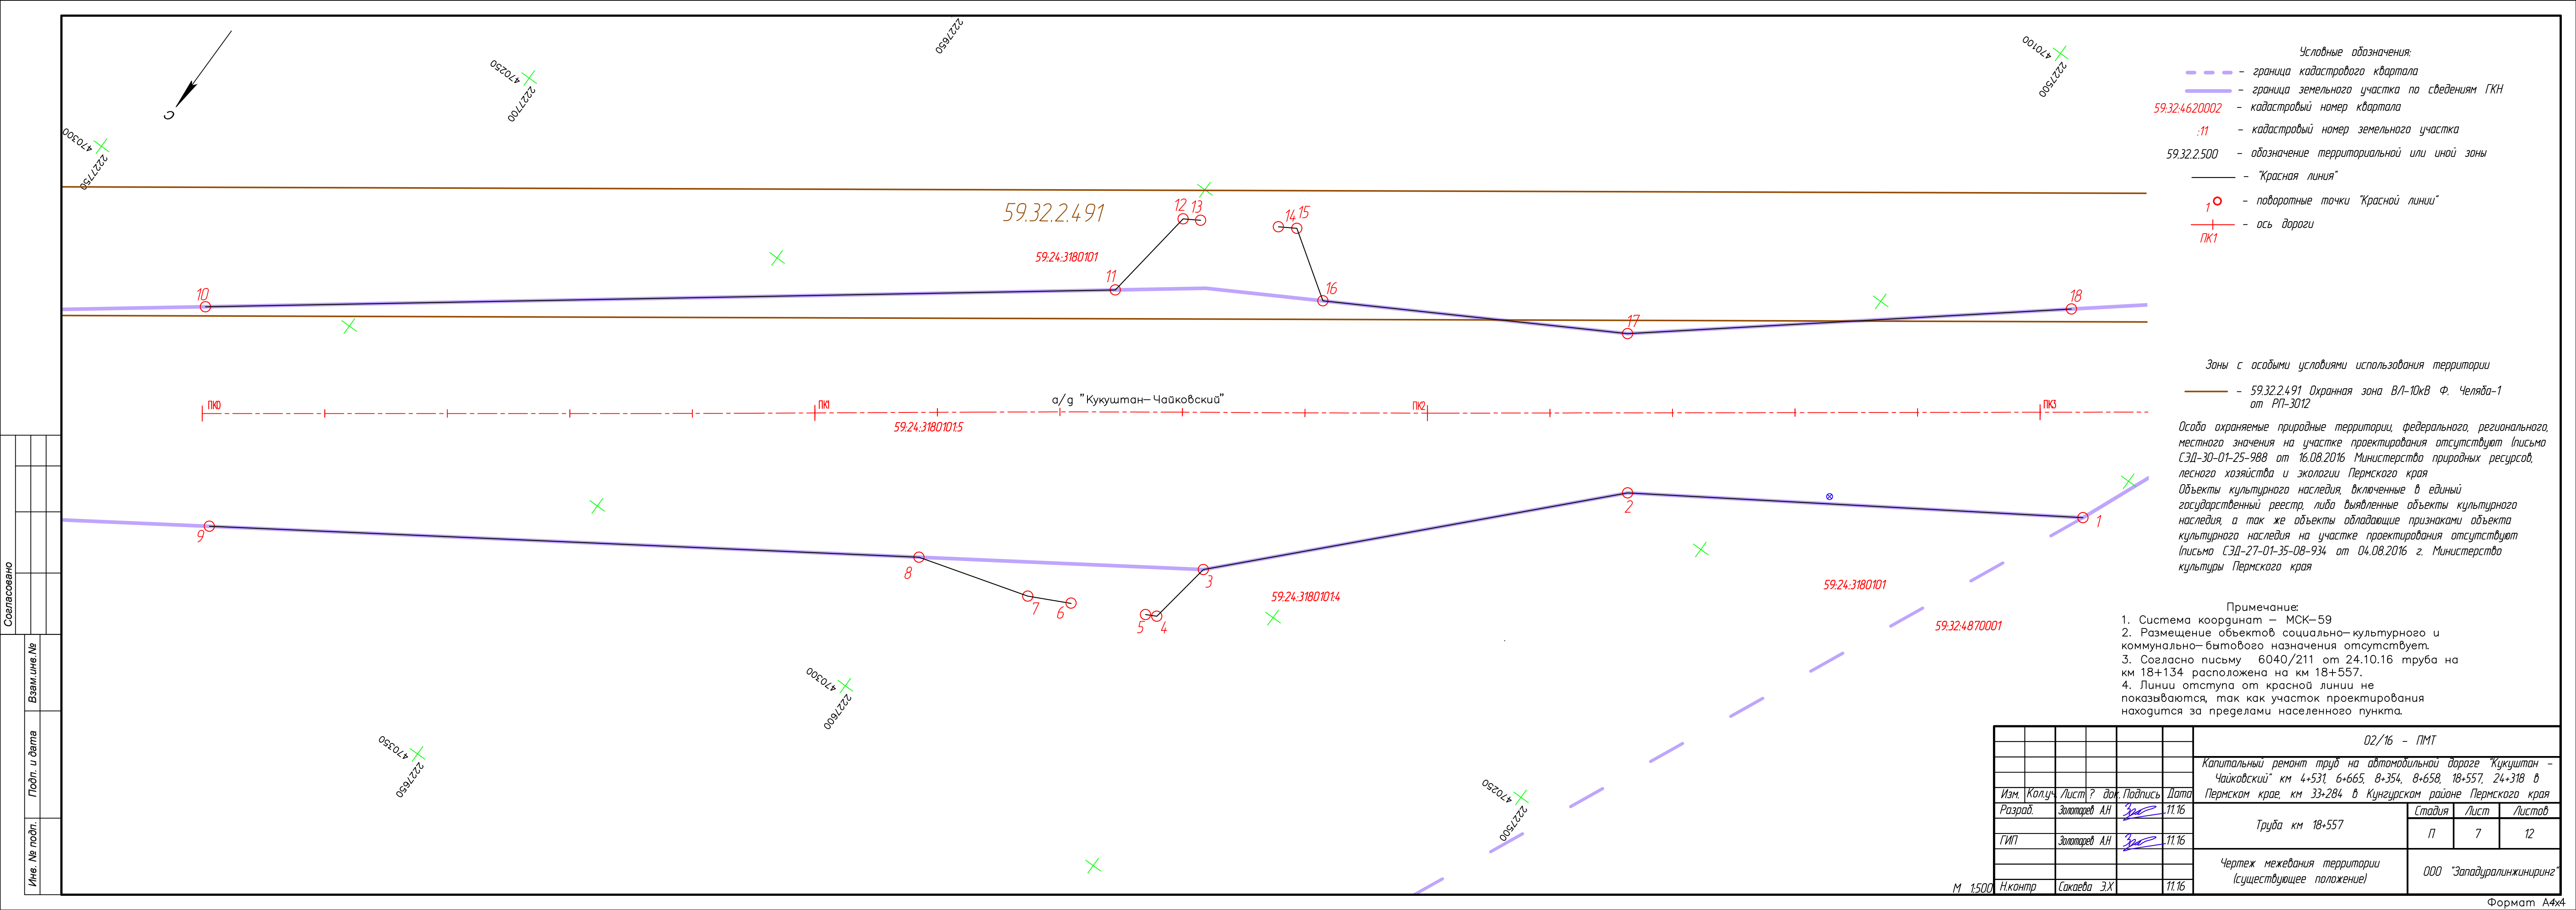 2227650
470250
2227700
470300
2227750
470100
2227500
С
59.32.2.491
59:24:3180101
10
11
12
13
14
15
16
17
18
а/д "Кукуштан-Чайковский"
ПК0
ПК1
ПК2
ПК3
59:24:3180101:5
9
8
7
6
5
4
3
2
1
59:24:3180101:4
59:24:3180101
59:32:4870001
470300
2227600
470350
2227650
470250
2227500
Условные обозначения:
- граница кадастрового квартала
- граница земельного участка по сведениям ГКН
59:32:4620002 - кадастровый номер квартала
:11 - кадастровый номер земельного участка
59.32.2.500 - обозначение территориальной или иной зоны
- "Красная линия"
1 - поворотные точки "Красной линии"
ПК1 - ось дороги
Зоны с особыми условиями использования территории
- 59.32.2.491 Охранная зона ВЛ-10кВ Ф. Челяба-1
от РП-3012
Особо охраняемые природные территории, федерального, регионального,
местного значения на участке проектирования отсутствуют (письмо
СЭД-30-01-25-988 от 16.08.2016 Министерство природных ресурсов,
лесного хозяйства и экологии Пермского края
Объекты культурного наследия, включенные в единый
государственный реестр, либо выявленные объекты культурного
наследия, а так же объекты обладающие признаками объекта
культурного наследия на участке проектирования отсутствуют
(письмо СЭД-27-01-35-08-934 от 04.08.2016 г. Министерство
культуры Пермского края
Примечание:
1. Система координат - МСК-59
2. Размещение объектов социально-культурного и
коммунально-бытового назначения отсутствует.
3. Согласно письму 6040/211 от 24.10.16 труба на
км 18+134 расположена на км 18+557.
4. Линии отступа от красной линии не
показываются, так как участок проектирования
находится за пределами населенного пункта.
02/16 - ПМТ
Капитальный ремонт труб на автомобильной дороге "Кукуштан -
Чайковский" км 4+531, 6+665, 8+354, 8+658, 18+557, 24+318 в
Пермском крае, км 33+284 в Кунгурском районе Пермского края
Изм. Кол.уч Лист ? док. Подпись Дата
Разраб. Золотарев А.Н 11.16
ГИП Золотарев А.Н 11.16
Н.контр Сакаева Э.Х 11.16
Труба км 18+557
Стадия Лист Листов
П 7 12
Чертеж межевания территории
(существующее положение)
ООО "Западуралинжиниринг"
М 1:500
Формат А4х4
Согласовано
Взам.инв.№
Подп. и дата
Инв. № подп.